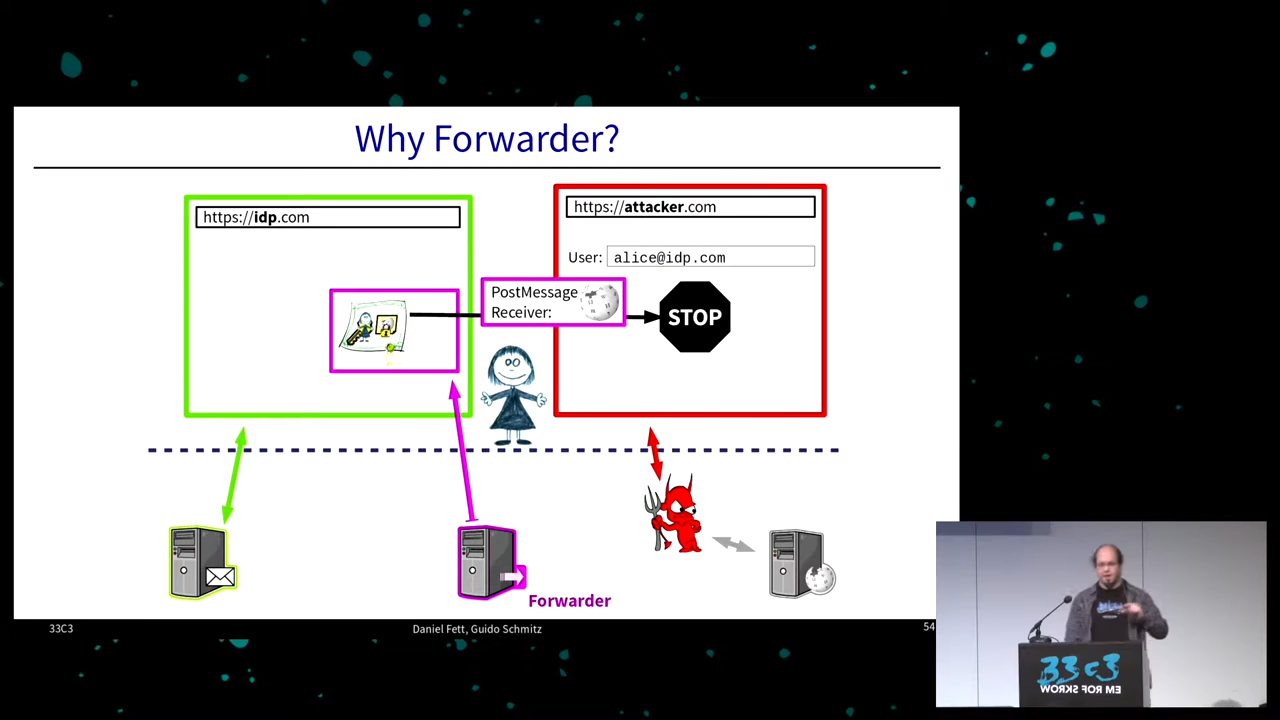 Why Forwarder?
https://idp.com
https://attacker.com
User: alice@idp.com
PostMessage
Receiver:
STOP
Forwarder
33C3
Daniel Fett, Guido Schmitz
54
33c3
WORKS FOR ME